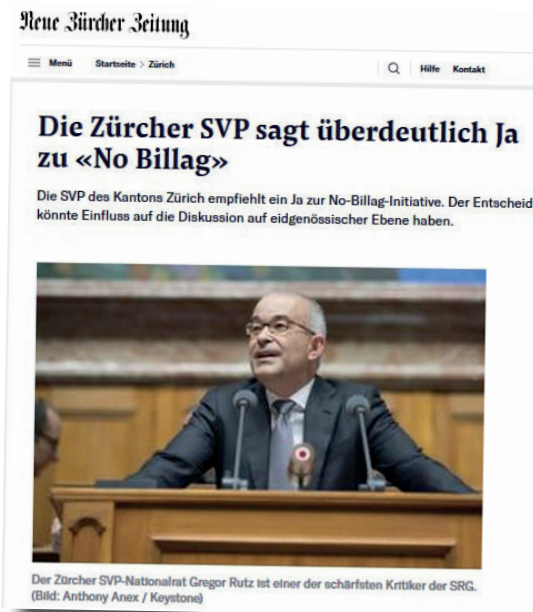 Neue Zürcher Zeitung
Menü Startseite > Zürich Hilfe Kontakt
Die Zürcher SVP sagt überdeutlich Ja
zu «No Billag»
Die SVP des Kantons Zürich empfiehlt ein Ja zur No-Billag-Initiative. Der Entscheid
könnte Einfluss auf die Diskussion auf eidgenössischer Ebene haben.
Der Zürcher SVP-Nationalrat Gregor Rutz ist einer der schärfsten Kritiker der SRG.
(Bild: Anthony Anex / Keystone)